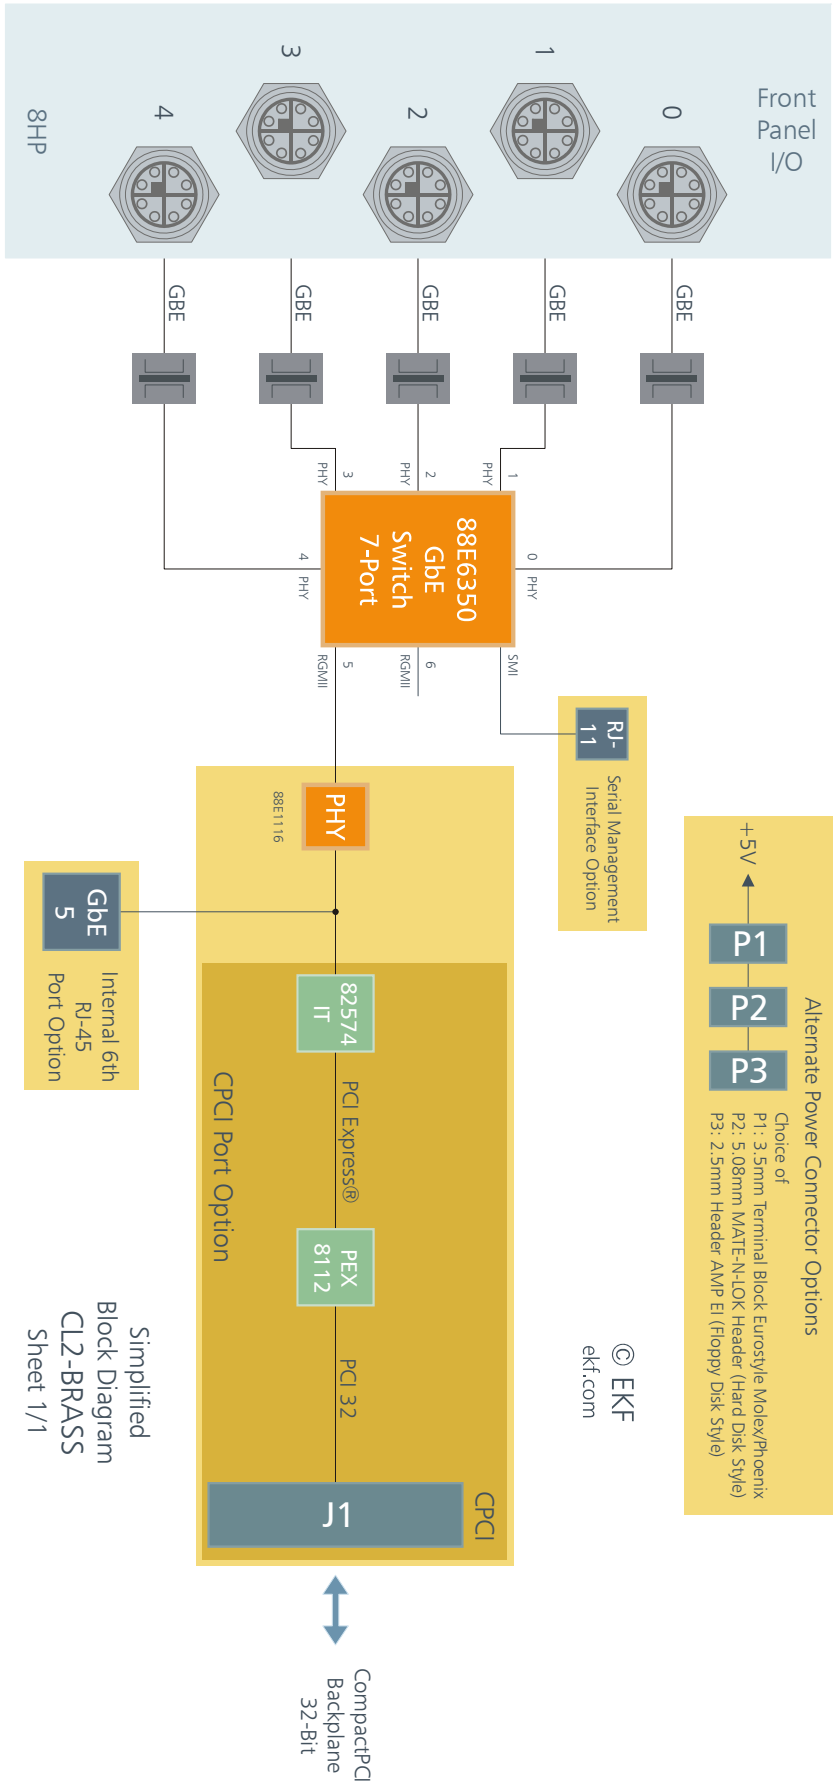 Front
Panel
I/O
0
1
2
3
4
8HP
GBE
GBE
GBE
GBE
GBE
3
PHY
2
PHY
1
PHY
4
PHY
0
PHY
88E6350
GbE
Switch
7-Port
5
RGMII
6
RGMII
SMI
RJ-
11
Serial Management
Interface Option
PHY
88E1116
GbE
5
Internal 6th
RJ-45
Port Option
82574
IT
PCI Express®
PEX
8112
PCI 32
CPCI Port Option
J1
CPCI
CompactPCI
Backplane
32-Bit
Alternate Power Connector Options
+5V
P1
P2
P3
Choice of
P1: 3.5mm Terminal Block Eurostyle Molex/Phoenix
P2: 5.08mm MATE-N-LOK Header (Hard Disk Style)
P3: 2.5mm Header AMP EI (Floppy Disk Style)
© EKF
ekf.com
Simplified
Block Diagram
CL2-BRASS
Sheet 1/1